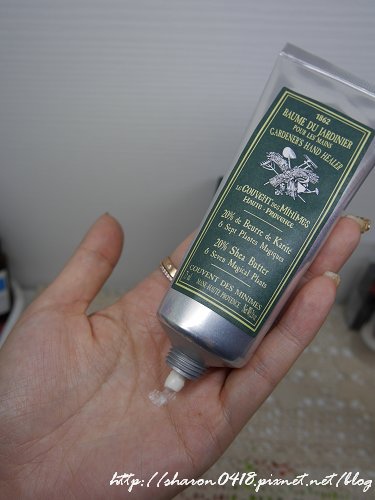 1862
BAUME DU JARDINIER
POUR LES MAINS
GARDENER'S HAND HEALER
LE COUVENT DES MINIMES
HAUTE-PROVENCE
20% de Beurre de Karité
& Sept Plantes Magiques
20% Shea Butter
& Seven Magical Plants
COUVENT DES MINIMES
HAUTE PROVENCE
http://sharon0418.pixnet.net/blog